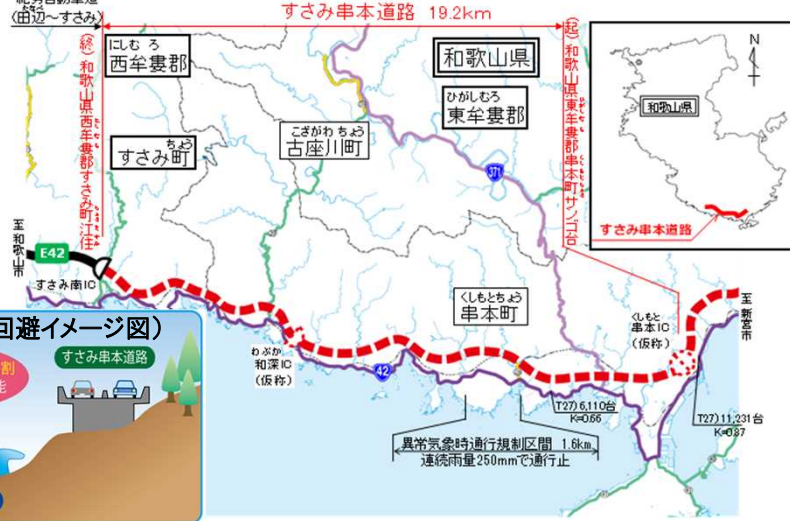 (田辺～すさみ)
すさみ串本道路 19.2km
(終)和歌山県西牟婁郡すさみ町江住
にしむろ
西牟婁郡
和歌山県
ひがしむろ
東牟婁郡
(起)和歌山県東牟婁郡串本町サンゴ台
N
和歌山県
すさみ串本道路
すさみ町
ちょう
こざがわ ちょう
古座川町
371
至和歌山市
E42
すさみ南IC
くしもとちょう
串本町
くしもと
串本IC
(仮称)
至新宮市
わぶか
和深IC
(仮称)
42
T27) 6,110台
K=0.66
T27) 11,231台
K=0.87
異常気象時通行規制区間 1.6km
連続雨量250mmで通行止
回避イメージ図)
すさみ串本道路
割
能